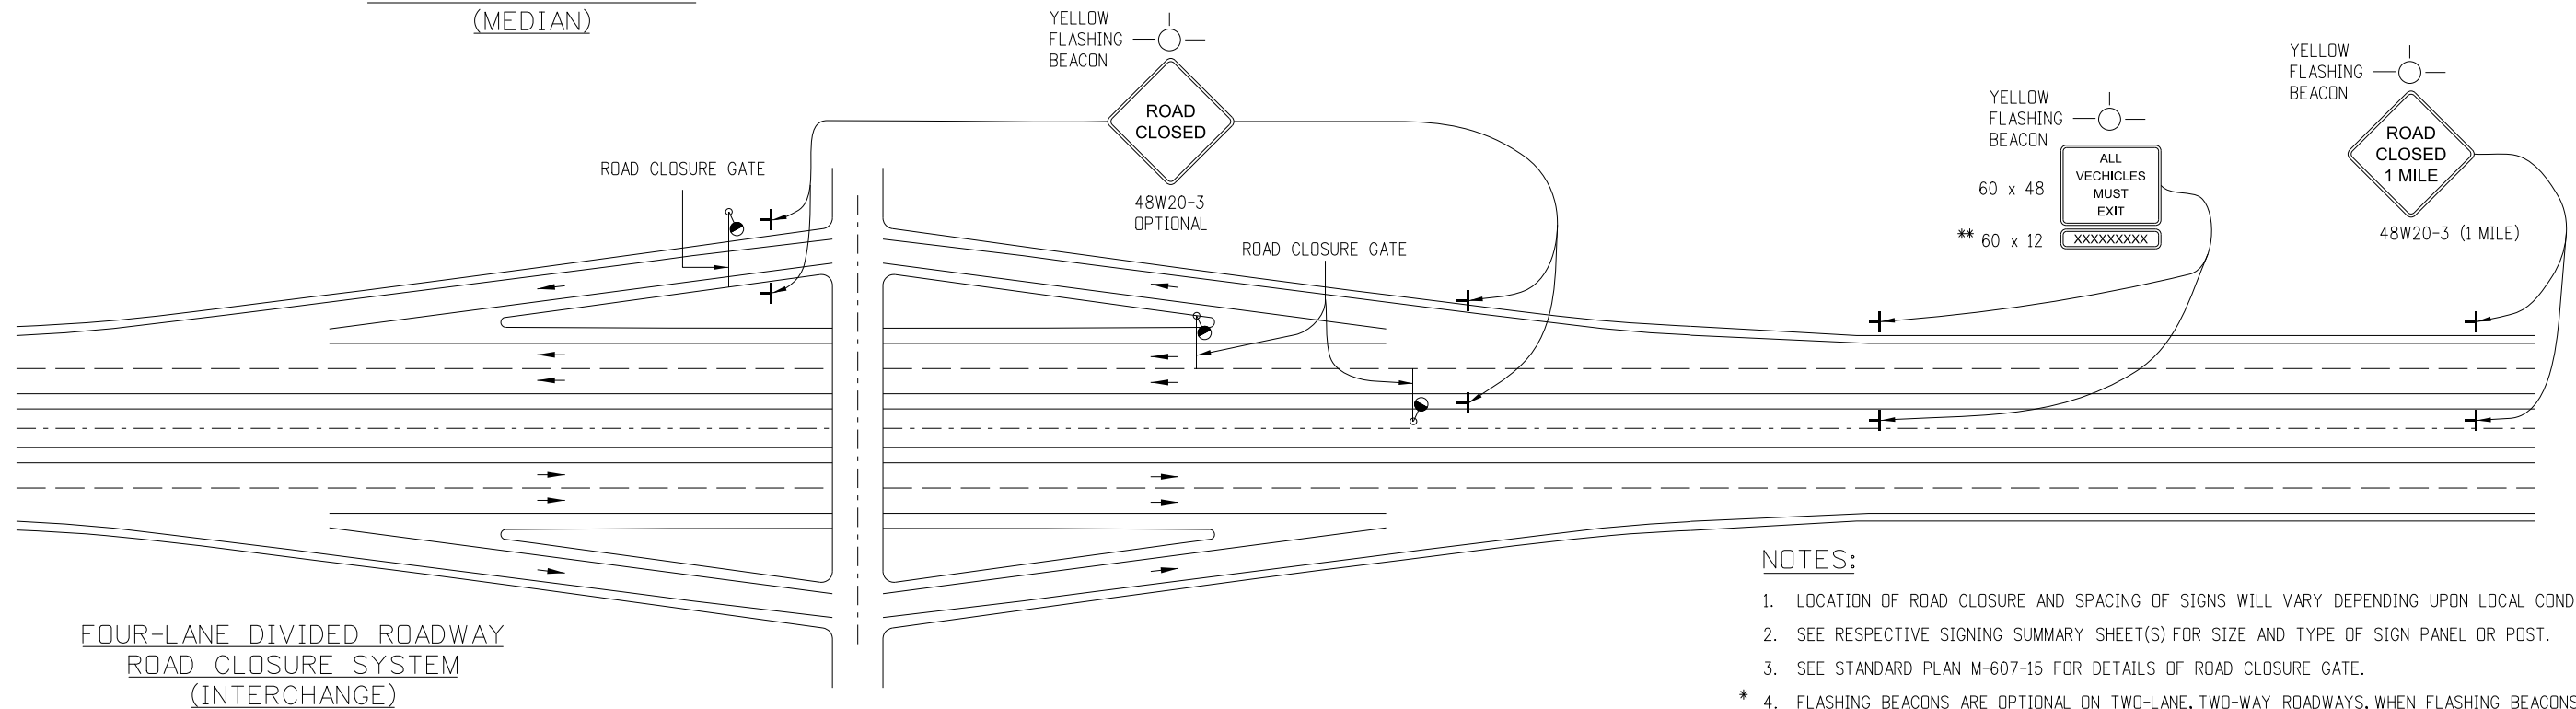 (MEDIAN)
YELLOW
FLASHING
BEACON
ROAD
CLOSED
48W20-3
OPTIONAL
ROAD CLOSURE GATE
ROAD CLOSURE GATE
YELLOW
FLASHING
BEACON
ALL
VECHICLES
MUST
EXIT
60 x 48
** 60 x 12
XXXXXXXXX
YELLOW
FLASHING
BEACON
ROAD
CLOSED
1 MILE
48W20-3 (1 MILE)
FOUR-LANE DIVIDED ROADWAY
ROAD CLOSURE SYSTEM
(INTERCHANGE)
NOTES:
1. LOCATION OF ROAD CLOSURE AND SPACING OF SIGNS WILL VARY DEPENDING UPON LOCAL COND
2. SEE RESPECTIVE SIGNING SUMMARY SHEET(S) FOR SIZE AND TYPE OF SIGN PANEL OR POST.
3. SEE STANDARD PLAN M-607-15 FOR DETAILS OF ROAD CLOSURE GATE.
* 4. FLASHING BEACONS ARE OPTIONAL ON TWO-LANE, TWO-WAY ROADWAYS. WHEN FLASHING BEACONS